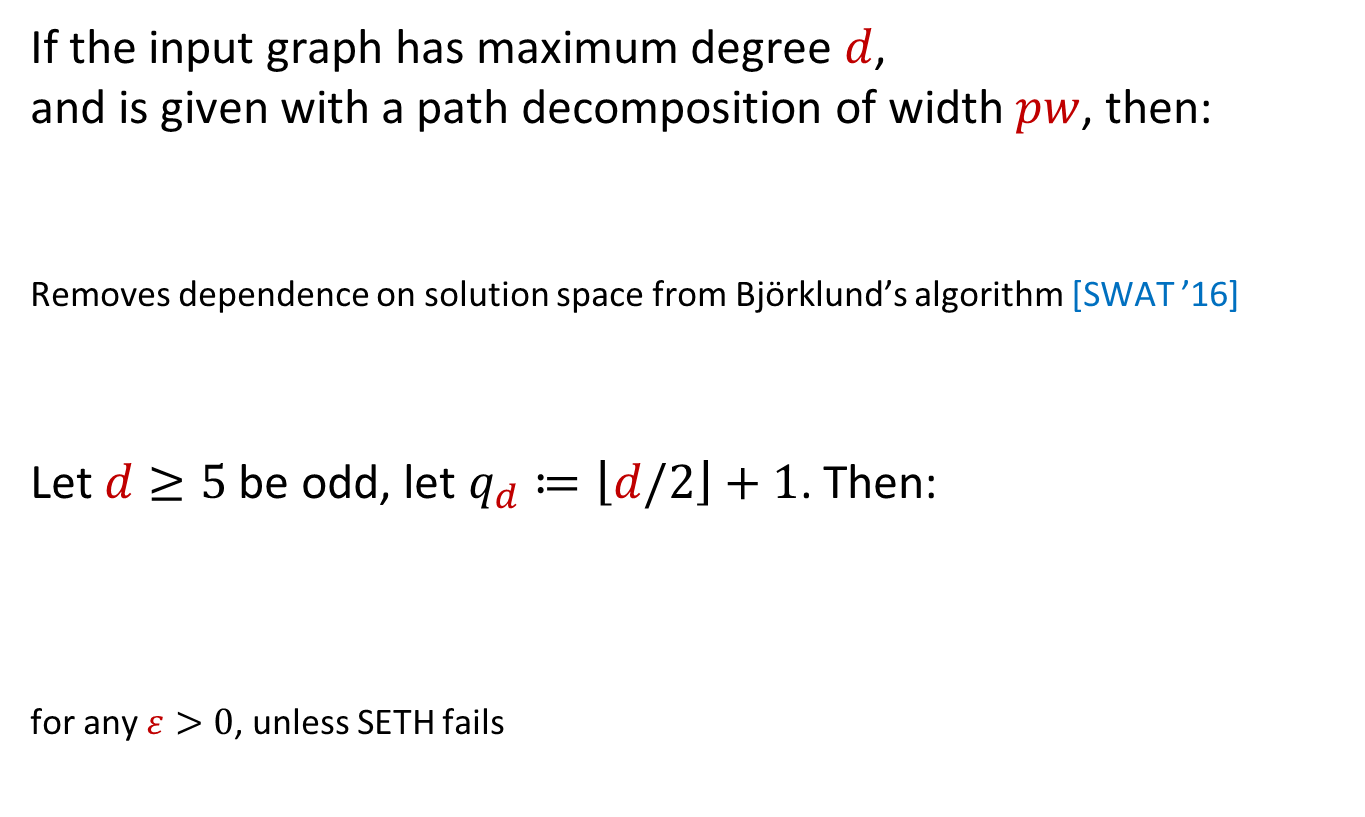 If the input graph has maximum degree d,
and is given with a path decomposition of width pw, then:
Removes dependence on solution space from Björklund’s algorithm [SWAT ’16]
Let d ≥ 5 be odd, let q_d ≔ ⌊d/2⌋ + 1. Then:
for any ε > 0, unless SETH fails